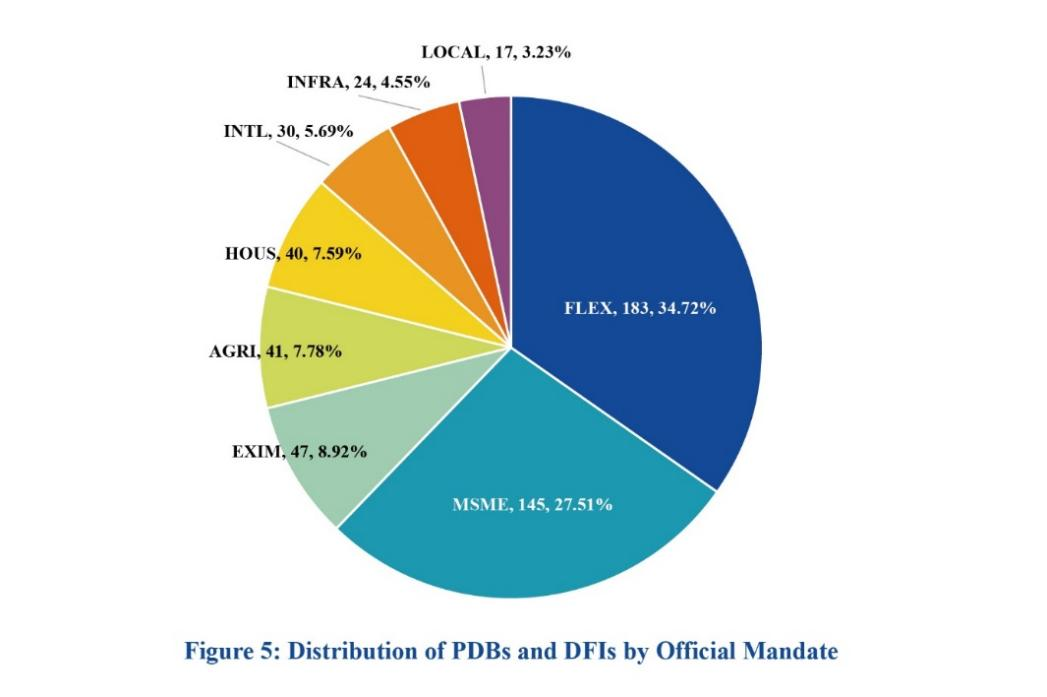 LOCAL, 17, 3.23%
INFRA, 24, 4.55%
INTL, 30, 5.69%
HOUS, 40, 7.59%
FLEX, 183, 34.72%
AGRI, 41, 7.78%
EXIM, 47, 8.92%
MSME, 145, 27.51%
Figure 5: Distribution of PDBs and DFIs by Official Mandate